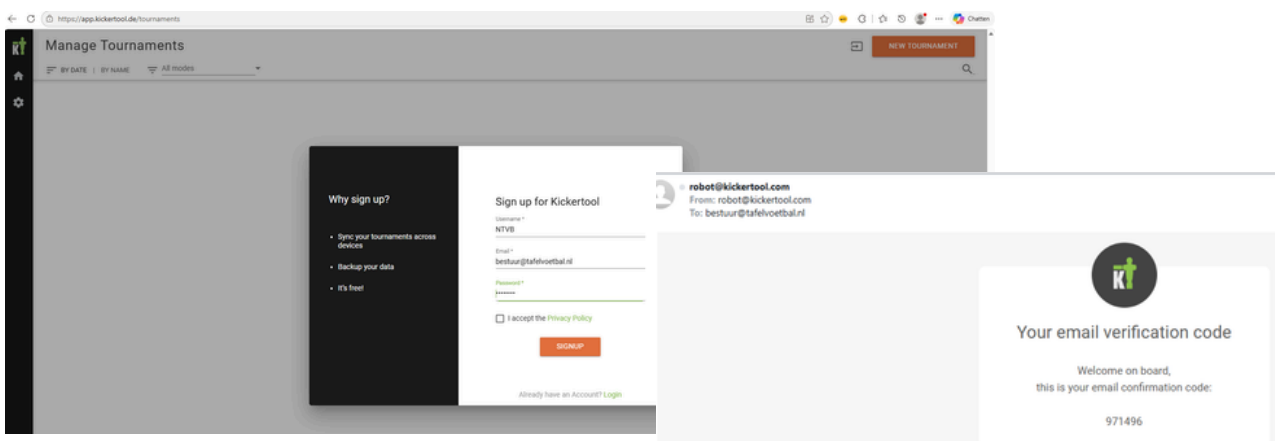 https://app.kickertool.de/tournaments
Chatten
KT
Manage Tournaments
NEW TOURNAMENT
BY DATE | BY NAME
All modes
Why sign up?
• Sync your tournaments across
devices
• Backup your data
• It's free!
Sign up for Kickertool
Username *
NTVB
Email *
bestuur@tafelvoetbal.nl
Password *
••••••••
I accept the Privacy Policy
SIGNUP
Already have an Account? Login
robot@kickertool.com
From: robot@kickertool.com
To: bestuur@tafelvoetbal.nl
KT
Your email verification code
Welcome on board,
this is your email confirmation code:
971496